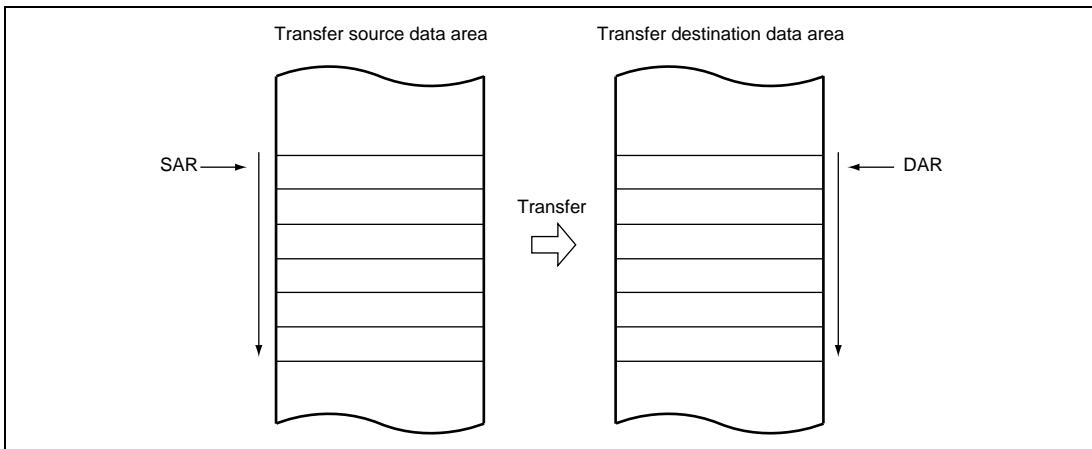 Transfer source data area
Transfer destination data area
SAR
Transfer
DAR